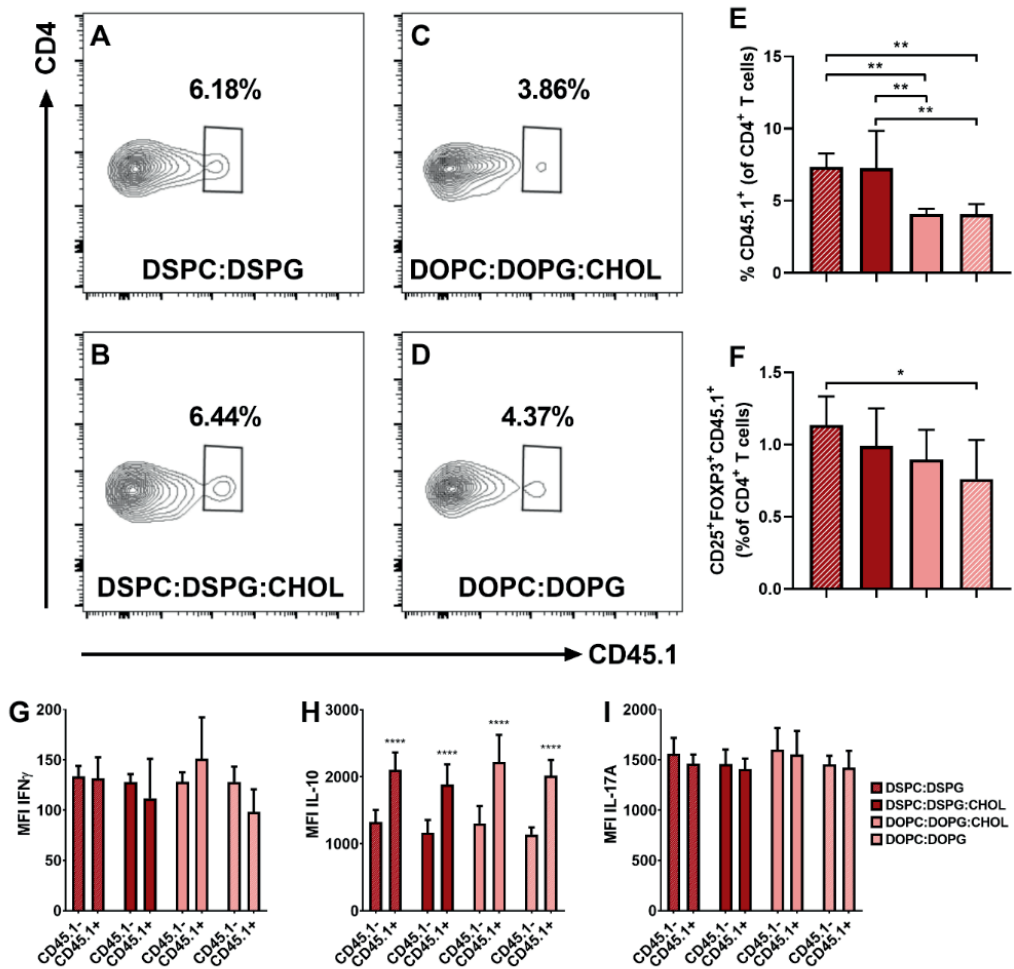 CD4
A
6.18%
DSPC:DSPG
C
3.86%
DOPC:DOPG:CHOL
B
6.44%
DSPC:DSPG:CHOL
D
4.37%
DOPC:DOPG
CD45.1
E
% CD45.1+ (of CD4+ T cells)
15
10
5
0
**
**
**
**
F
CD25+FOXP3+CD45.1+
(%of CD4+ T cells)
1.5
1.0
0.5
0.0
*
G
MFI IFNγ
200
150
100
50
0
CD45.1-
CD45.1+
CD45.1-
CD45.1+
CD45.1-
CD45.1+
CD45.1-
CD45.1+
H
MFI IL-10
3000
2000
1000
0
****
****
****
****
CD45.1-
CD45.1+
CD45.1-
CD45.1+
CD45.1-
CD45.1+
CD45.1-
CD45.1+
I
MFI IL-17A
2000
1500
1000
500
0
CD45.1-
CD45.1+
CD45.1-
CD45.1+
CD45.1-
CD45.1+
CD45.1-
CD45.1+
DSPC:DSPG
DSPC:DSPG:CHOL
DOPC:DOPG:CHOL
DOPC:DOPG